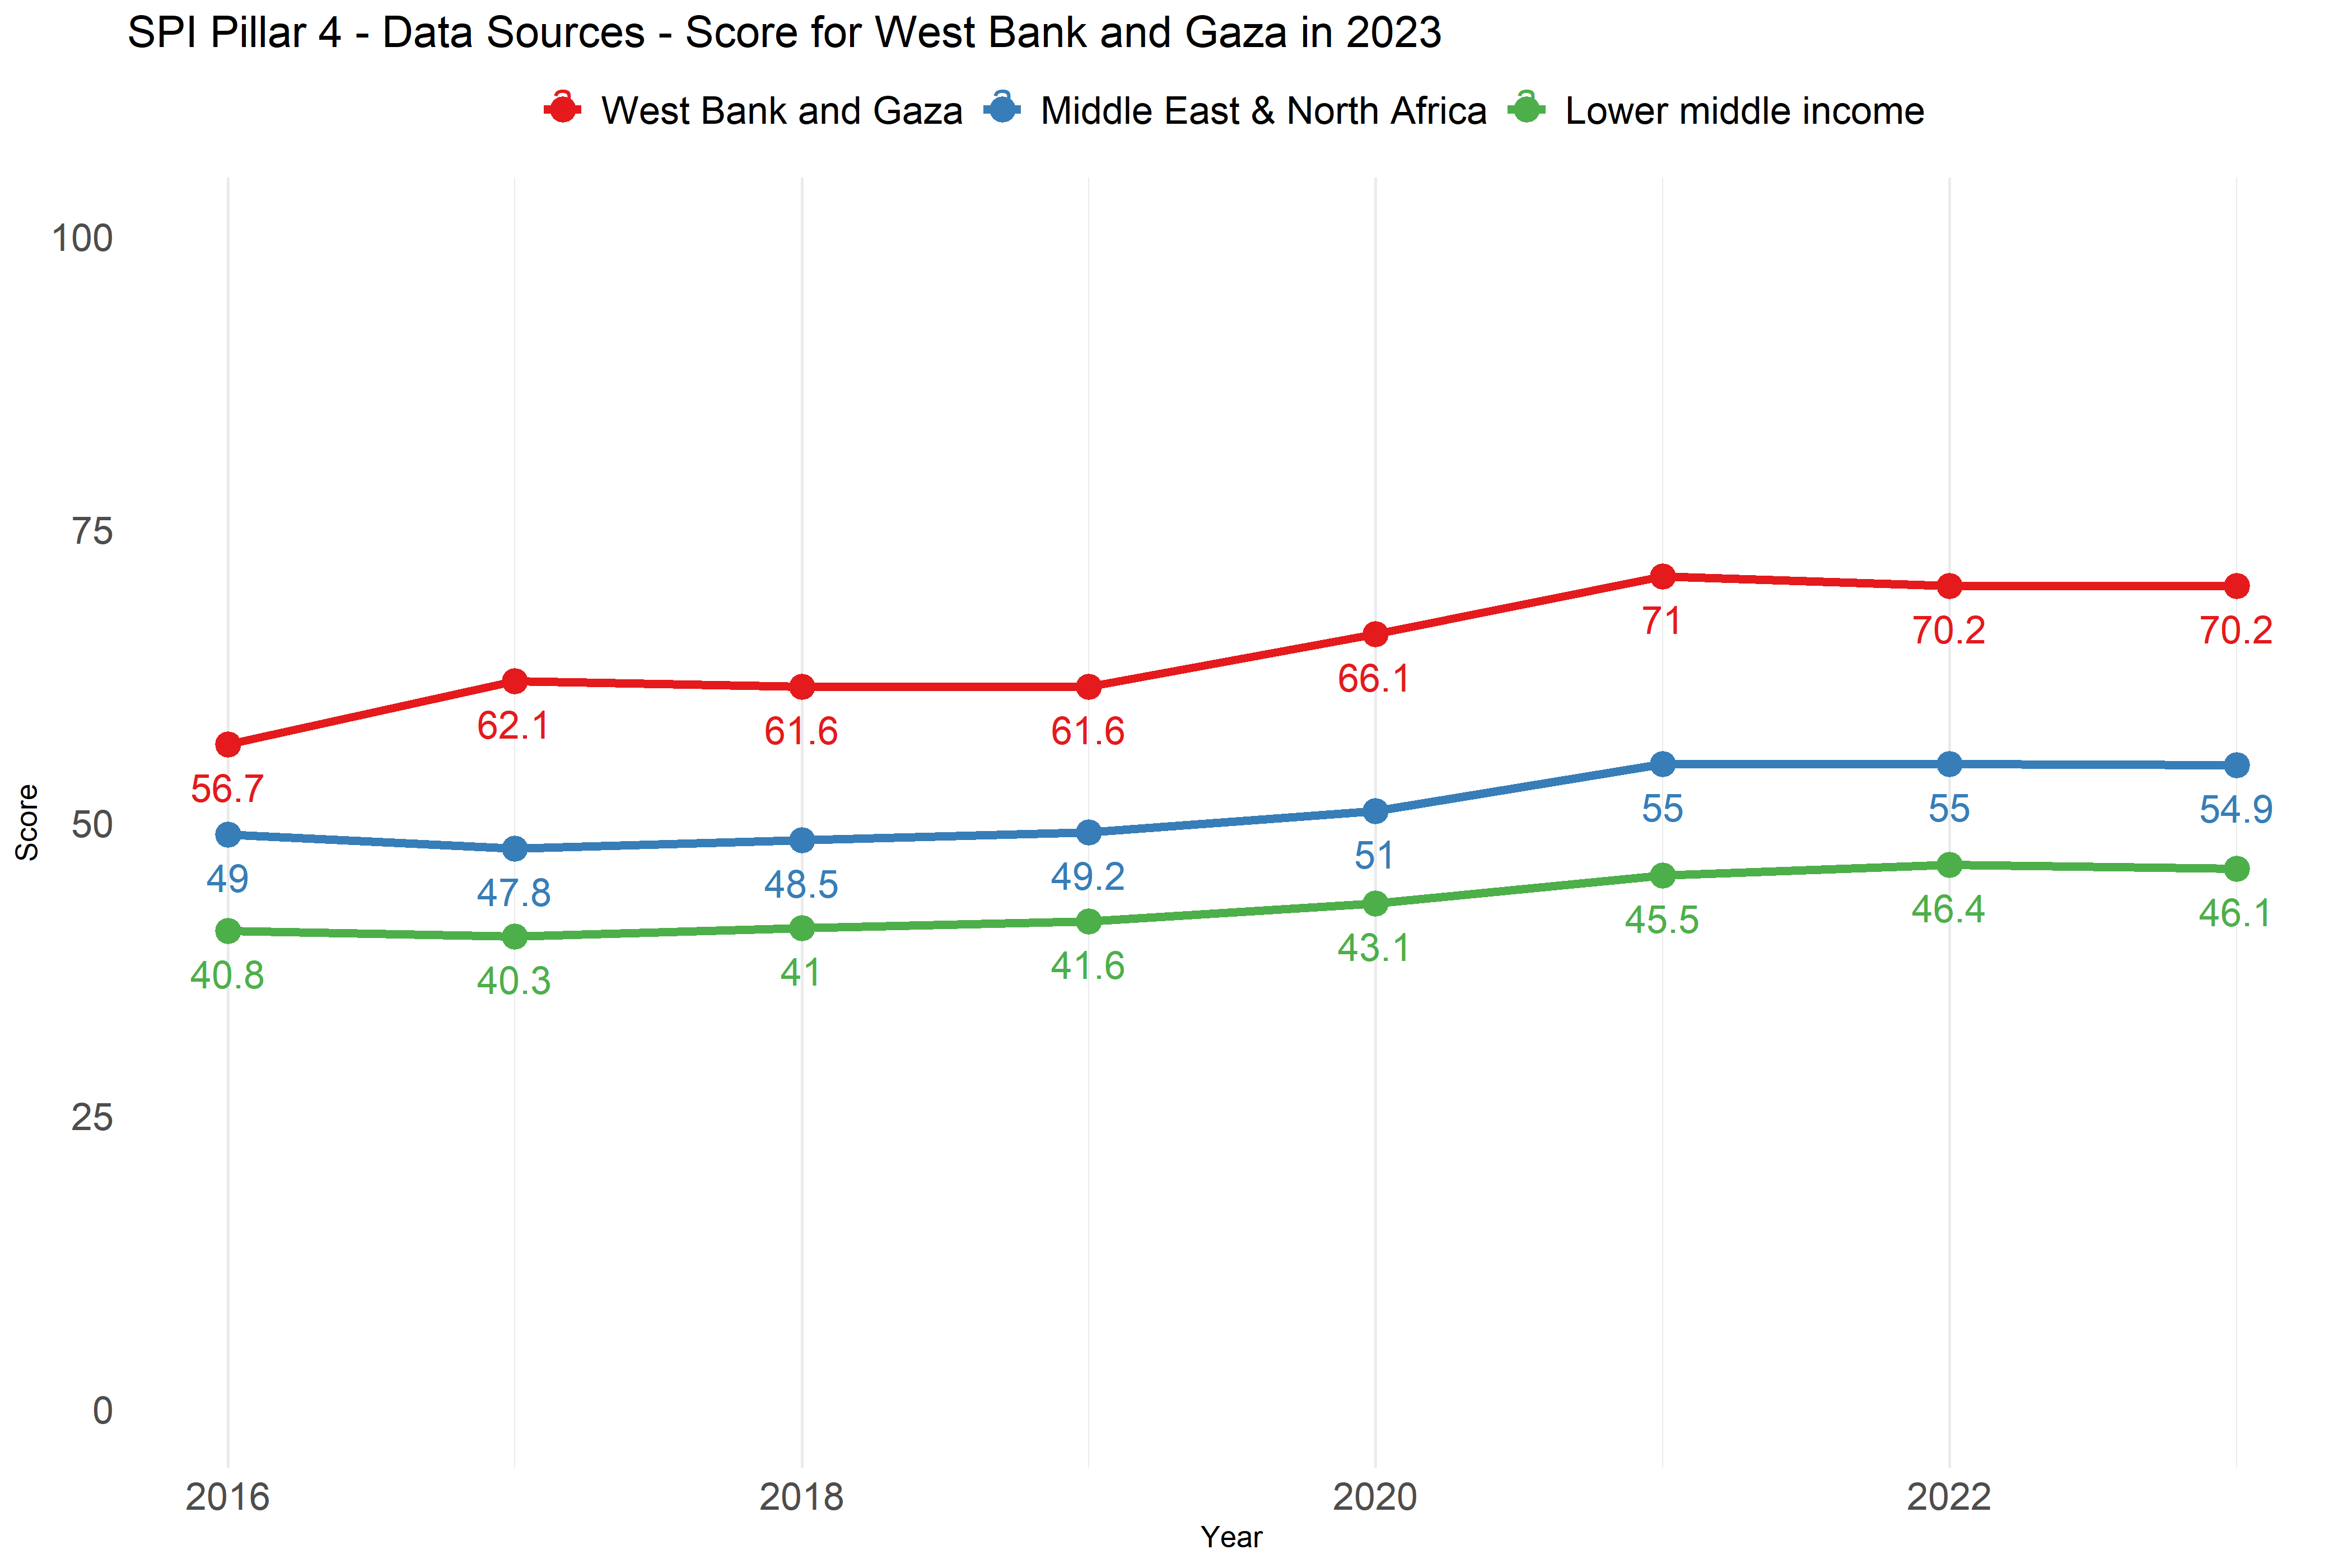 SPI Pillar 4 - Data Sources - Score for West Bank and Gaza in 2023
West Bank and Gaza Middle East & North Africa Lower middle income
100
75
50
25
0
Score
56.7 62.1 61.6 61.6 66.1 71 70.2 70.2
49 47.8 48.5 49.2 51 55 55 54.9
40.8 40.3 41 41.6 43.1 45.5 46.4 46.1
2016 2018 2020 2022
Year